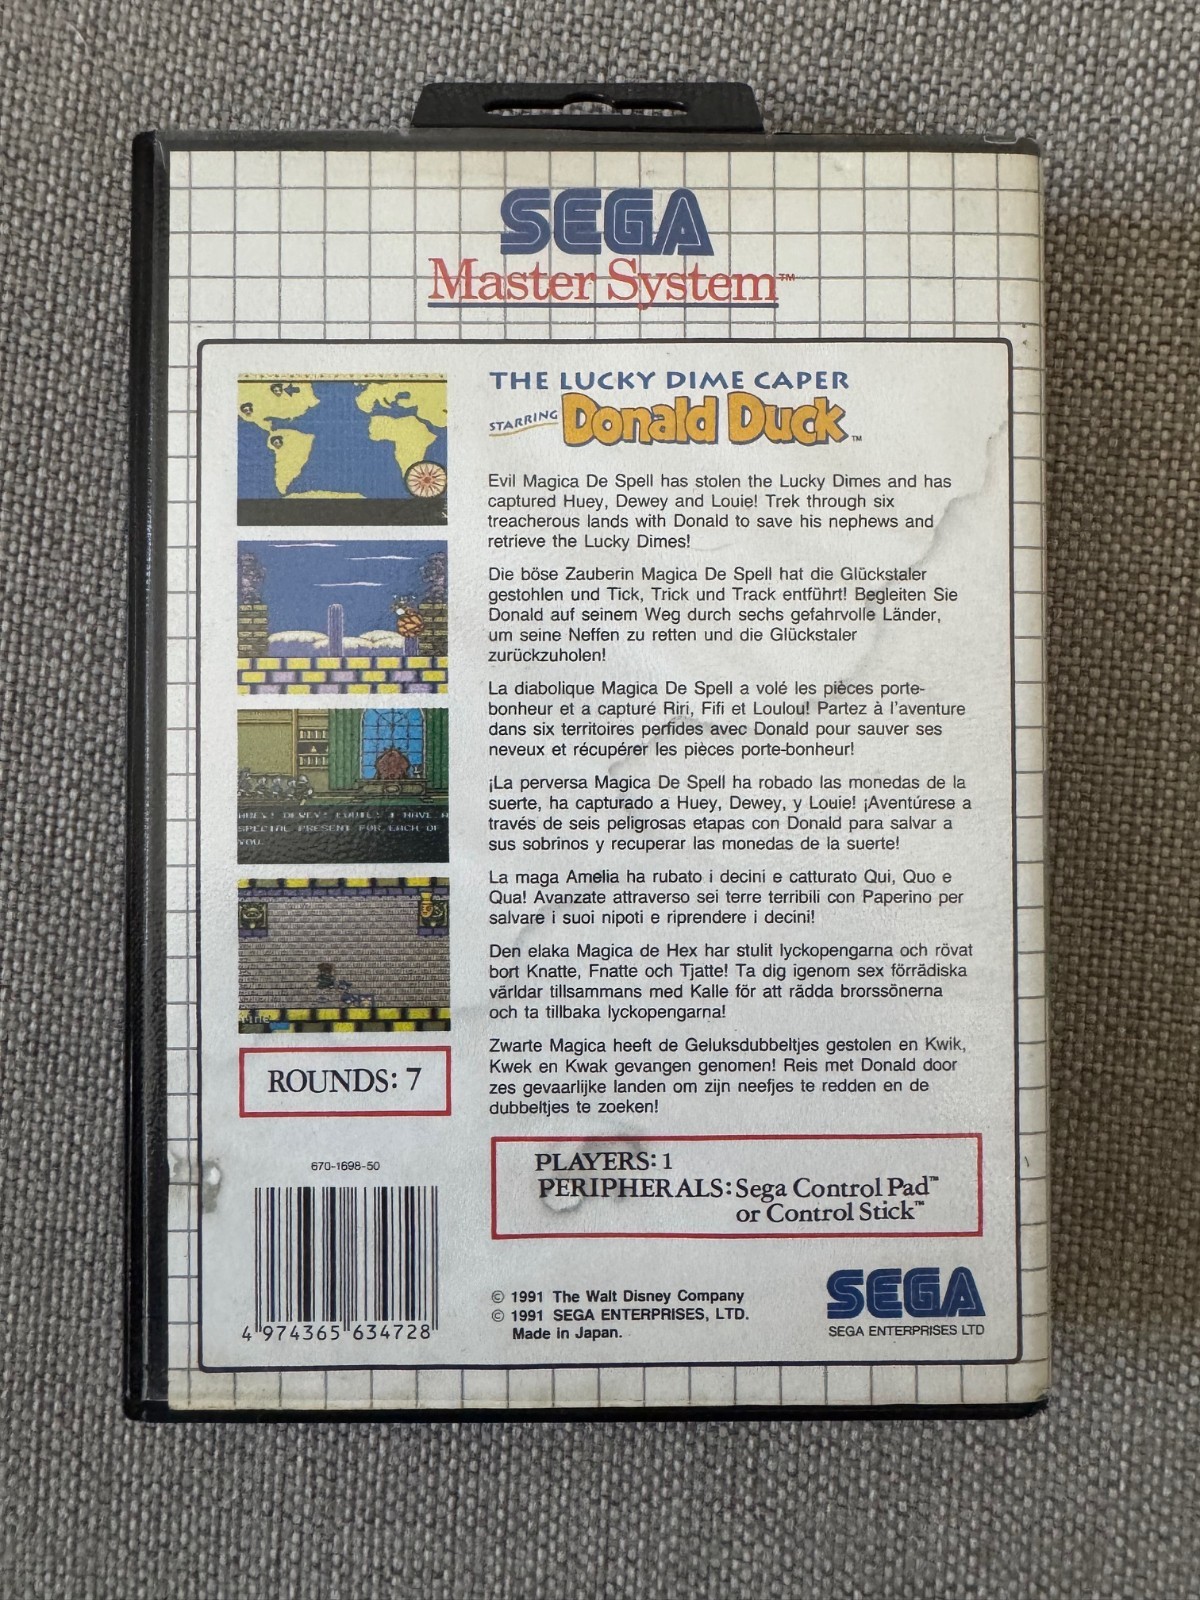 SEGA
Master System™
THE LUCKY DIME CAPER
STARRING Donald Duck™
Evil Magica De Spell has stolen the Lucky Dimes and has
captured Huey, Dewey and Louie! Trek through six
treacherous lands with Donald to save his nephews and
retrieve the Lucky Dimes!
Die böse Zauberin Magica De Spell hat die Glückstaler
gestohlen und Tick, Trick und Track entführt! Begleiten Sie
Donald auf seinem Weg durch sechs gefahrvolle Länder,
um seine Neffen zu retten und die Glückstaler
zurückzuholen!
La diabolique Magica De Spell a volé les pièces porte-
bonheur et a capturé Riri, Fifi et Loulou! Partez à l'aventure
dans six territoires perfides avec Donald pour sauver ses
neveux et récupérer les pièces porte-bonheur!
¡La perversa Magica De Spell ha robado las monedas de la
suerte, ha capturado a Huey, Dewey, y Louie! ¡Aventúrese a
través de seis peligrosas etapas con Donald para salvar a
sus sobrinos y recuperar las monedas de la suerte!
La maga Amelia ha rubato i decini e catturato Qui, Quo e
Qua! Avanzate attraverso sei terre terribili con Paperino per
salvare i suoi nipoti e riprendere i decini!
Den elaka Magica de Hex har stulit lyckopengarna och rövat
bort Knatte, Fnatte och Tjatte! Ta dig igenom sex förrädiska
världar tillsammans med Kalle för att rädda brorssönerna
och ta tillbaka lyckopengarna!
Zwarte Magica heeft de Geluksdubbeltjes gestolen en Kwik,
Kwek en Kwak gevangen genomen! Reis met Donald door
zes gevaarlijke landen om zijn neefjes te redden en de
dubbeltjes te zoeken!
HUEY! DEWEY! LOUIE! I HAVE A
SPECIAL PRESENT FOR EACH OF
YOU.
ROUNDS: 7
670-1698-50
4 974365 634728
PLAYERS: 1
PERIPHERALS: Sega Control Pad™
or Control Stick™
© 1991 The Walt Disney Company
© 1991 SEGA ENTERPRISES, LTD.
Made in Japan.
SEGA
SEGA ENTERPRISES LTD